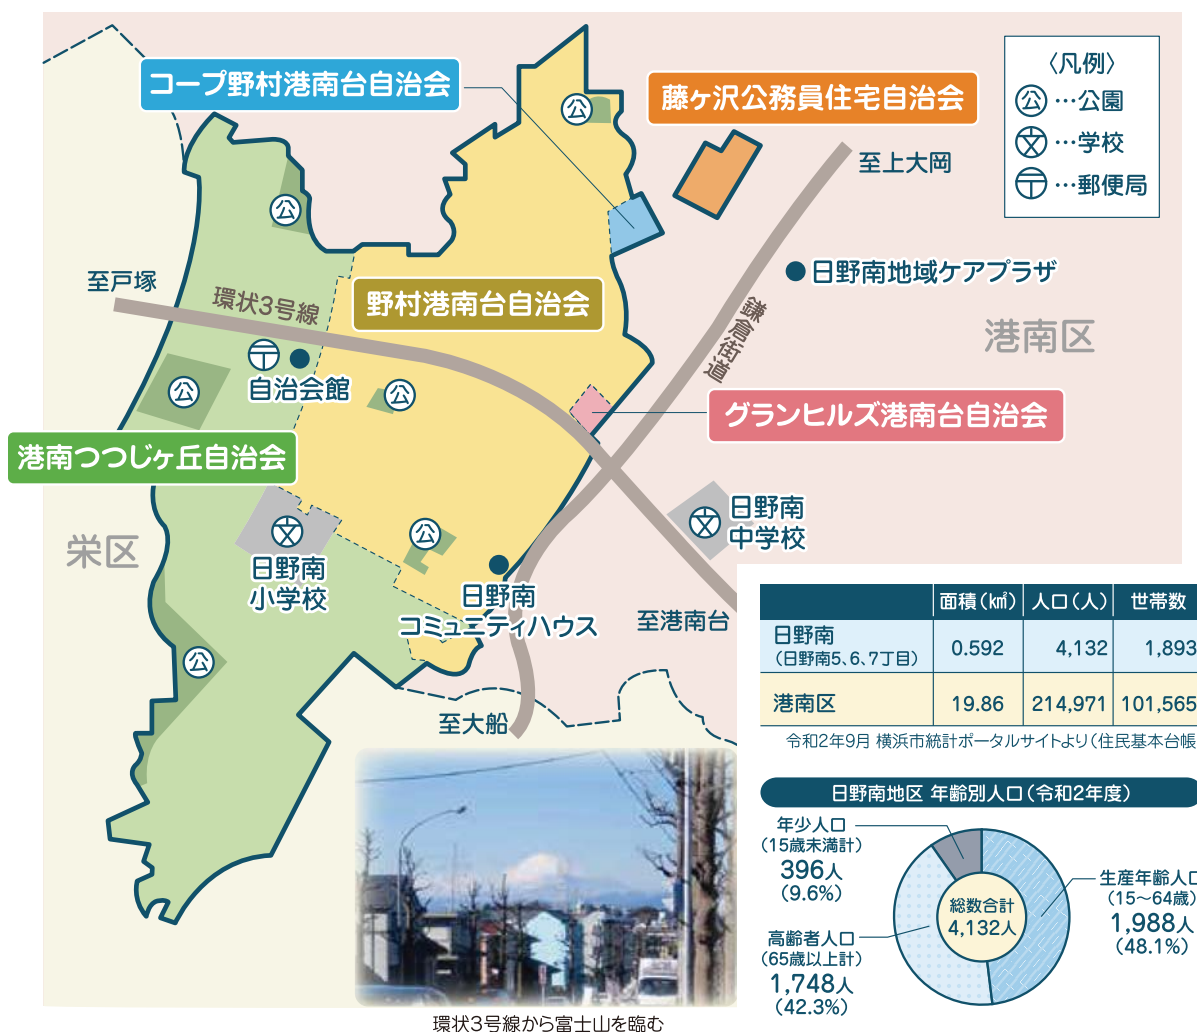 コープ野村港南台自治会
藤ヶ沢公務員住宅自治会
〈凡例〉
公…公園
文…学校
〒…郵便局
公
至上大岡
公
日野南地域ケアプラザ
至戸塚
環状3号線
野村港南台自治会
鎌倉街道
港南区
自治会館
公
公
グランヒルズ港南台自治会
港南つつじヶ丘自治会
栄区
文
日野南
小学校
公
文
日野南
中学校
日野南
コミュニティハウス
至港南台
公
至大船
面積（㎢） 人口（人） 世帯数
日野南
（日野南5、6、7丁目）
0.592 4,132 1,893
港南区 19.86 214,971 101,565
令和2年9月 横浜市統計ポータルサイトより（住民基本台帳
日野南地区 年齢別人口（令和2年度）
年少人口
（15歳未満計）
396人
（9.6%）
総数合計
4,132人
生産年齢人口
（15〜64歳）
1,988人
（48.1%）
高齢者人口
（65歳以上計）
1,748人
（42.3%）
環状3号線から富士山を臨む